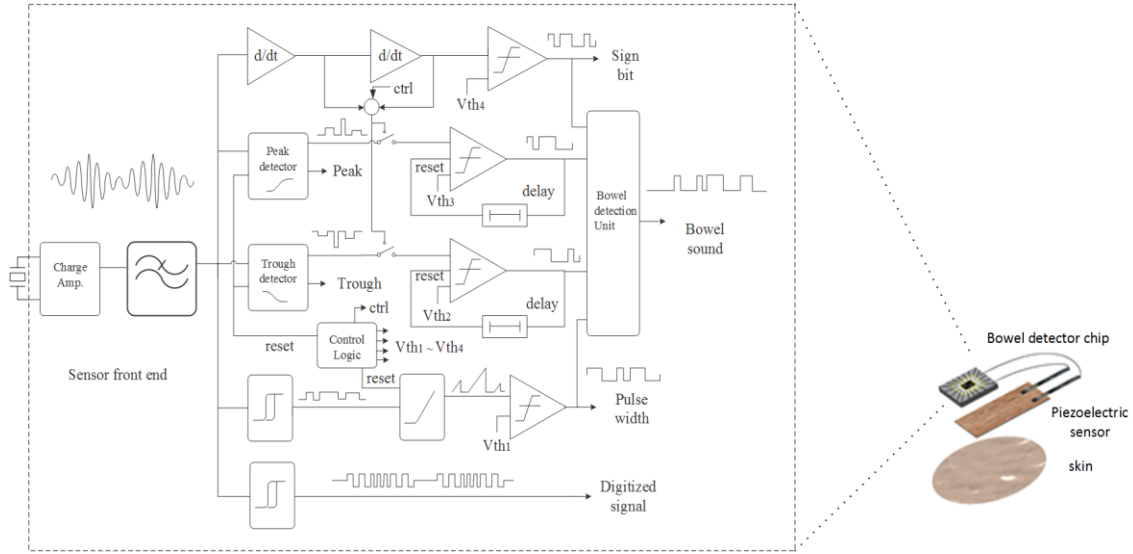 d/dt
d/dt
Sign
bit
ctrl
Vth4
Peak
detector
Peak
reset
Vth3
delay
Bowel
detection
Unit
Bowel
sound
Charge
Amp.
Trough
detector
Trough
reset
Vth2
delay
ctrl
reset
Control
Logic
Vth1 ~ Vth4
Sensor front end
reset
Pulse
width
Vth1
Digitized
signal
Bowel detector chip
Piezoelectric
sensor
skin